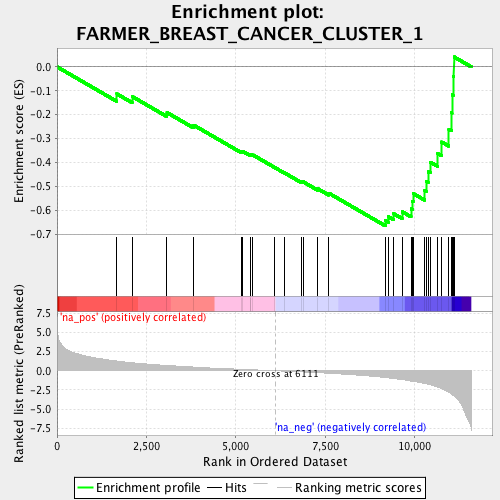 Enrichment plot:
FARMER_BREAST_CANCER_CLUSTER_1
Enrichment score (ES)
0.0
-0.1
-0.2
-0.3
-0.4
-0.5
-0.6
-0.7
'na_pos' (positively correlated)
Ranked list metric (PreRanked)
7.5
5.0
2.5
0.0
-2.5
-5.0
-7.5
Zero cross at 6111
'na_neg' (negatively correlated)
0 2,500 5,000 7,500 10,000
Rank in Ordered Dataset
Enrichment profile Hits Ranking metric scores